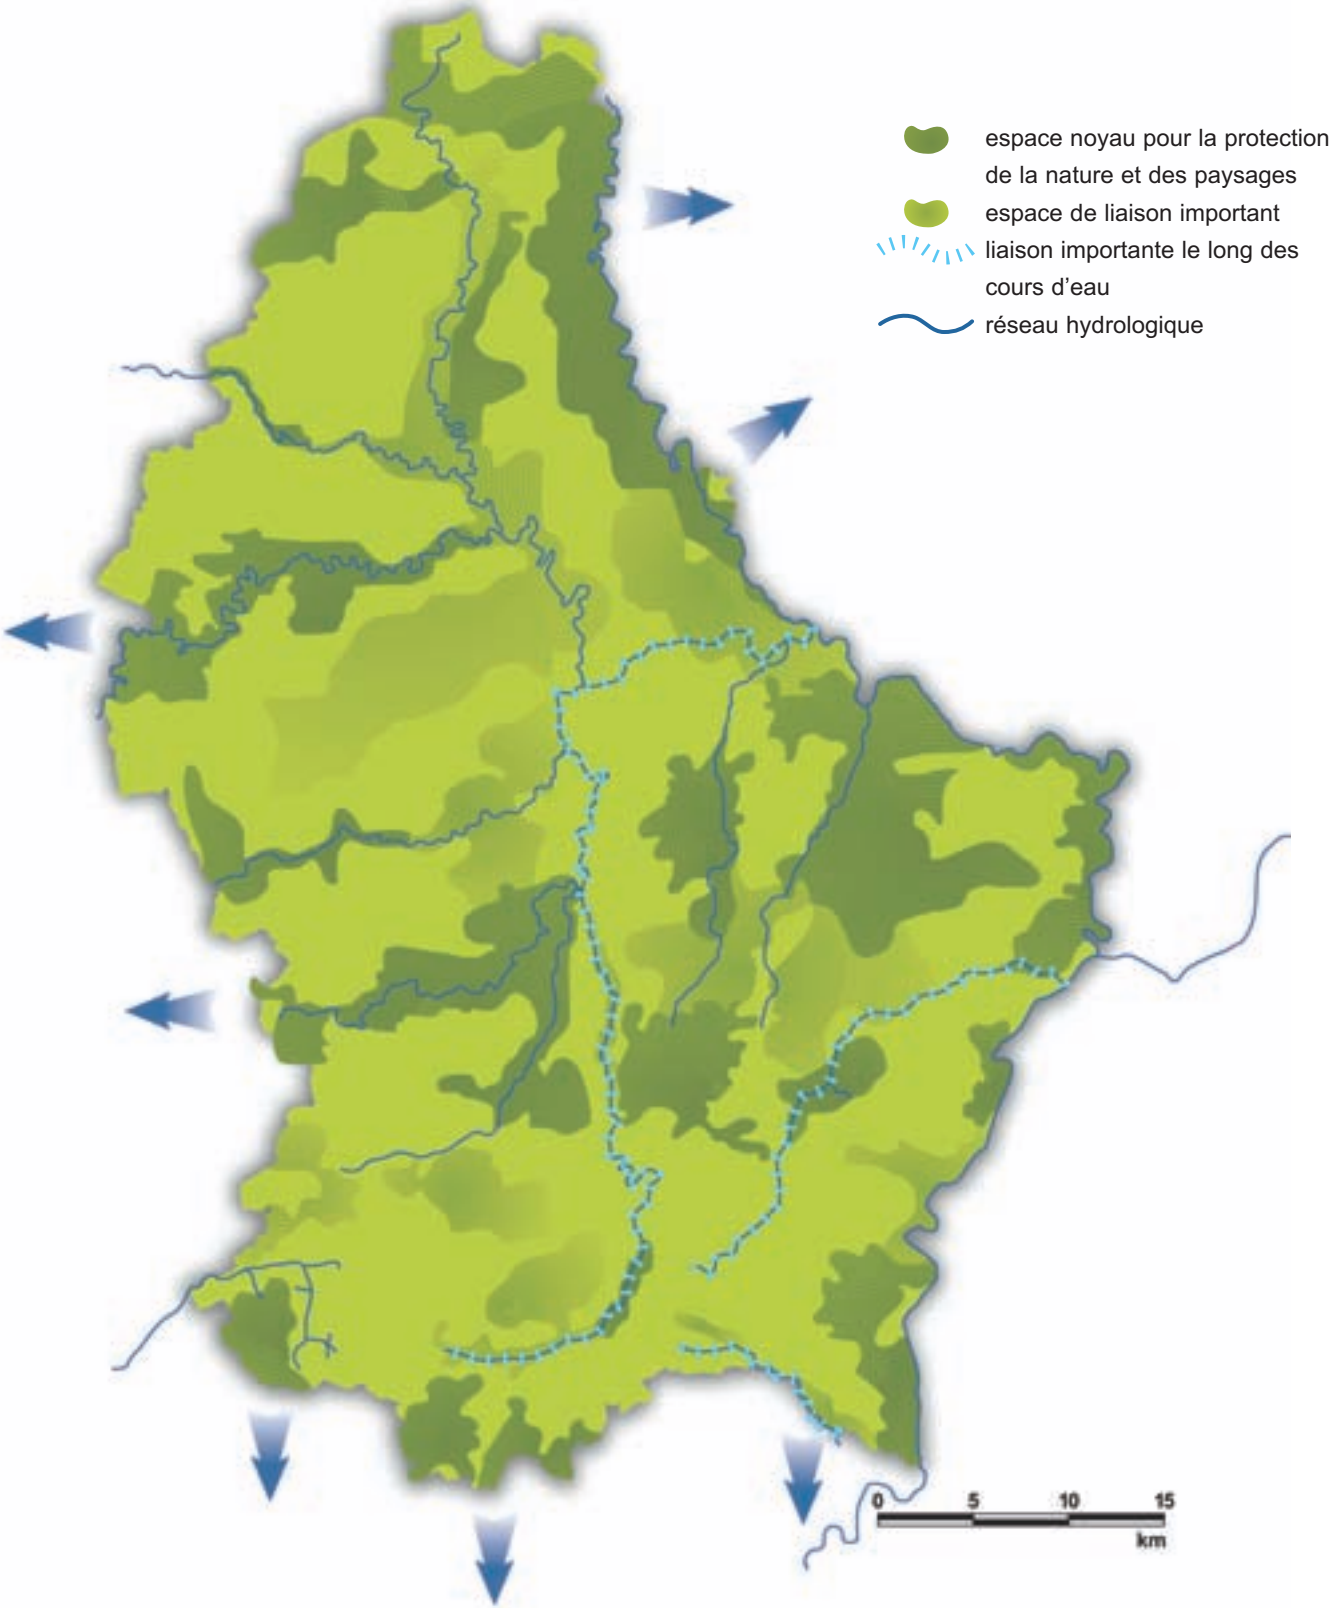 espace noyau pour la protection
de la nature et des paysages
espace de liaison important
liaison importante le long des
cours d'eau
réseau hydrologique
0 5 10 15
km